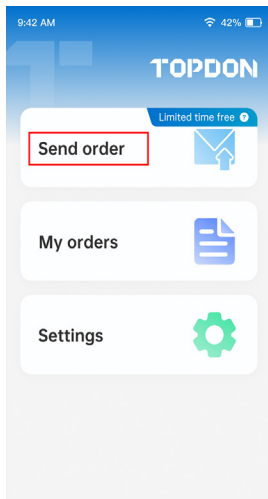 9:42 AM
42%
TOPDON
Limited time free ?
Send order
My orders
Settings